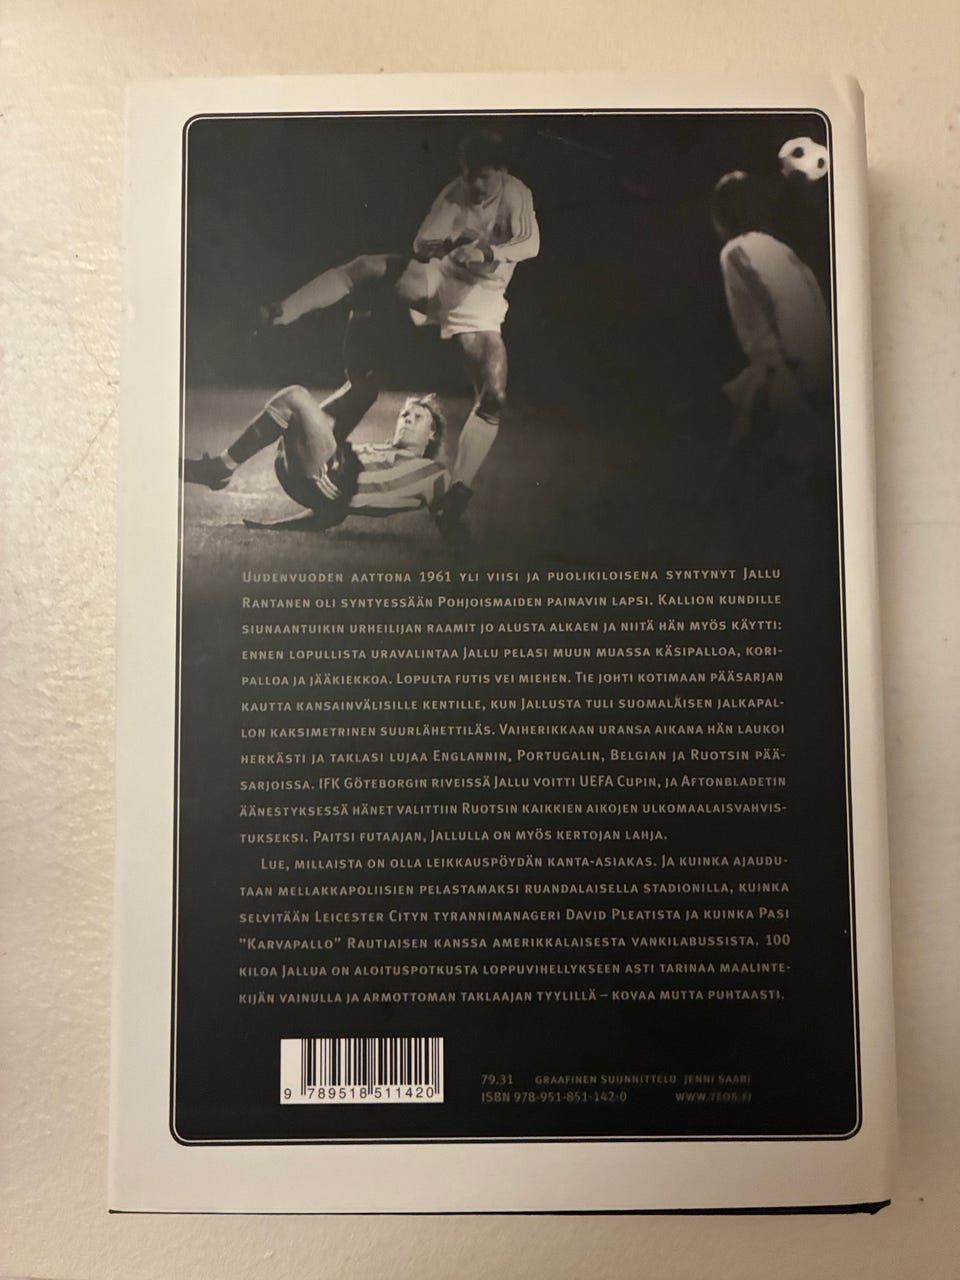 Uudenvuoden aattona 1961 yli viisi ja puolikiloisena syntynyt Jallu
Rantanen oli syntyessään Pohjoismaiden painavin lapsi. Kallion kundille
siunaantuikin urheilijan raamit jo alusta alkaen ja niitä hän myös käytti:
ennen lopullista uravalintaa Jallu pelasi muun muassa käsipalloa, kori-
palloa ja jääkiekkoa. Lopulta futis vei miehen. Tie johti kotimaan pääsarjan
kautta kansainvälisille kentille, kun Jallusta tuli suomalaisen jalkapal-
lon kaksimetrinen suurlähettiläs. Vaiherikkaan uransa aikana hän laukoi
herkästi ja taklasi lujaa Englannin, Portugalin, Belgian ja Ruotsin pää-
sarjoissa. IFK Göteborgin riveissä Jallu voitti UEFA Cupin, ja Aftonbladetin
äänestyksessä hänet valittiin Ruotsin kaikkien aikojen ulkomaalaisvahvis-
tukseksi. Paitsi futaajan, Jallulla on myös kertojan lahja.
Lue, millaista on olla leikkauspöydän kanta-asiakas. Ja kuinka ajaudu-
taan mellakkapoliisien pelastamaksi ruandalaisella stadionilla, kuinka
selvitään Leicester Cityn tyrannimanageri David Pleatista ja kuinka Pasi
"Karvapallo" Rautiaisen kanssa amerikkalaisesta vankilabussista. 100
kiloa Jallua on aloituspotkusta loppuvihellykseen asti tarinaa maalinte-
kijän vainulla ja armottoman taklaajan tyylillä – kovaa mutta puhtaasti.
9 789518 511420
79.31 Graafinen suunnittelu Jenni Saari
ISBN 978-951-851-142-0 www.teos.fi